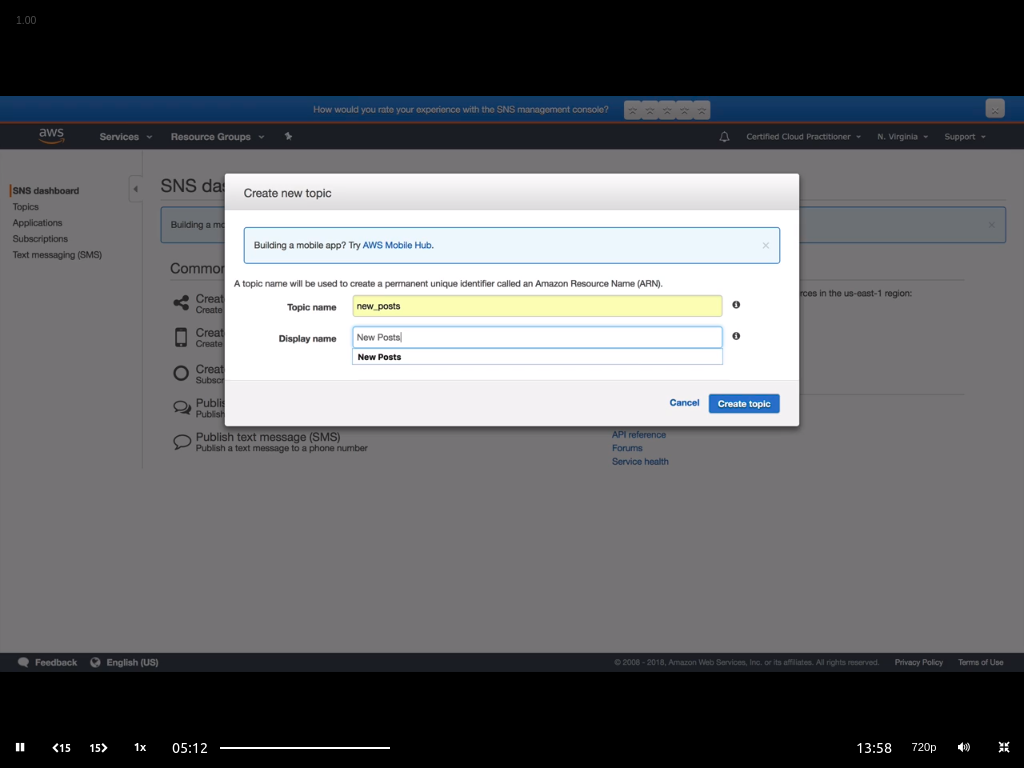 1.00
How would you rate your experience with the SNS management console?
aws Services Resource Groups Certified Cloud Practitioner N. Virginia Support
SNS dashboard
Topics
Applications
Subscriptions
Text messaging (SMS)
SNS das
Building a mo
Common
Creat
Create
Creat
Create
Creat
Subscr
Publis
Publish
Publish text message (SMS)
Publish a text message to a phone number
rces in the us-east-1 region:
API reference
Forums
Service health
Create new topic
Building a mobile app? Try AWS Mobile Hub.
A topic name will be used to create a permanent unique identifier called an Amazon Resource Name (ARN).
Topic name new_posts
Display name New Posts
New Posts
Cancel Create topic
Feedback English (US) © 2008 - 2018, Amazon Web Services, Inc. or its affiliates. All rights reserved. Privacy Policy Terms of Use
15 15 1x 05:12 13:58 720p